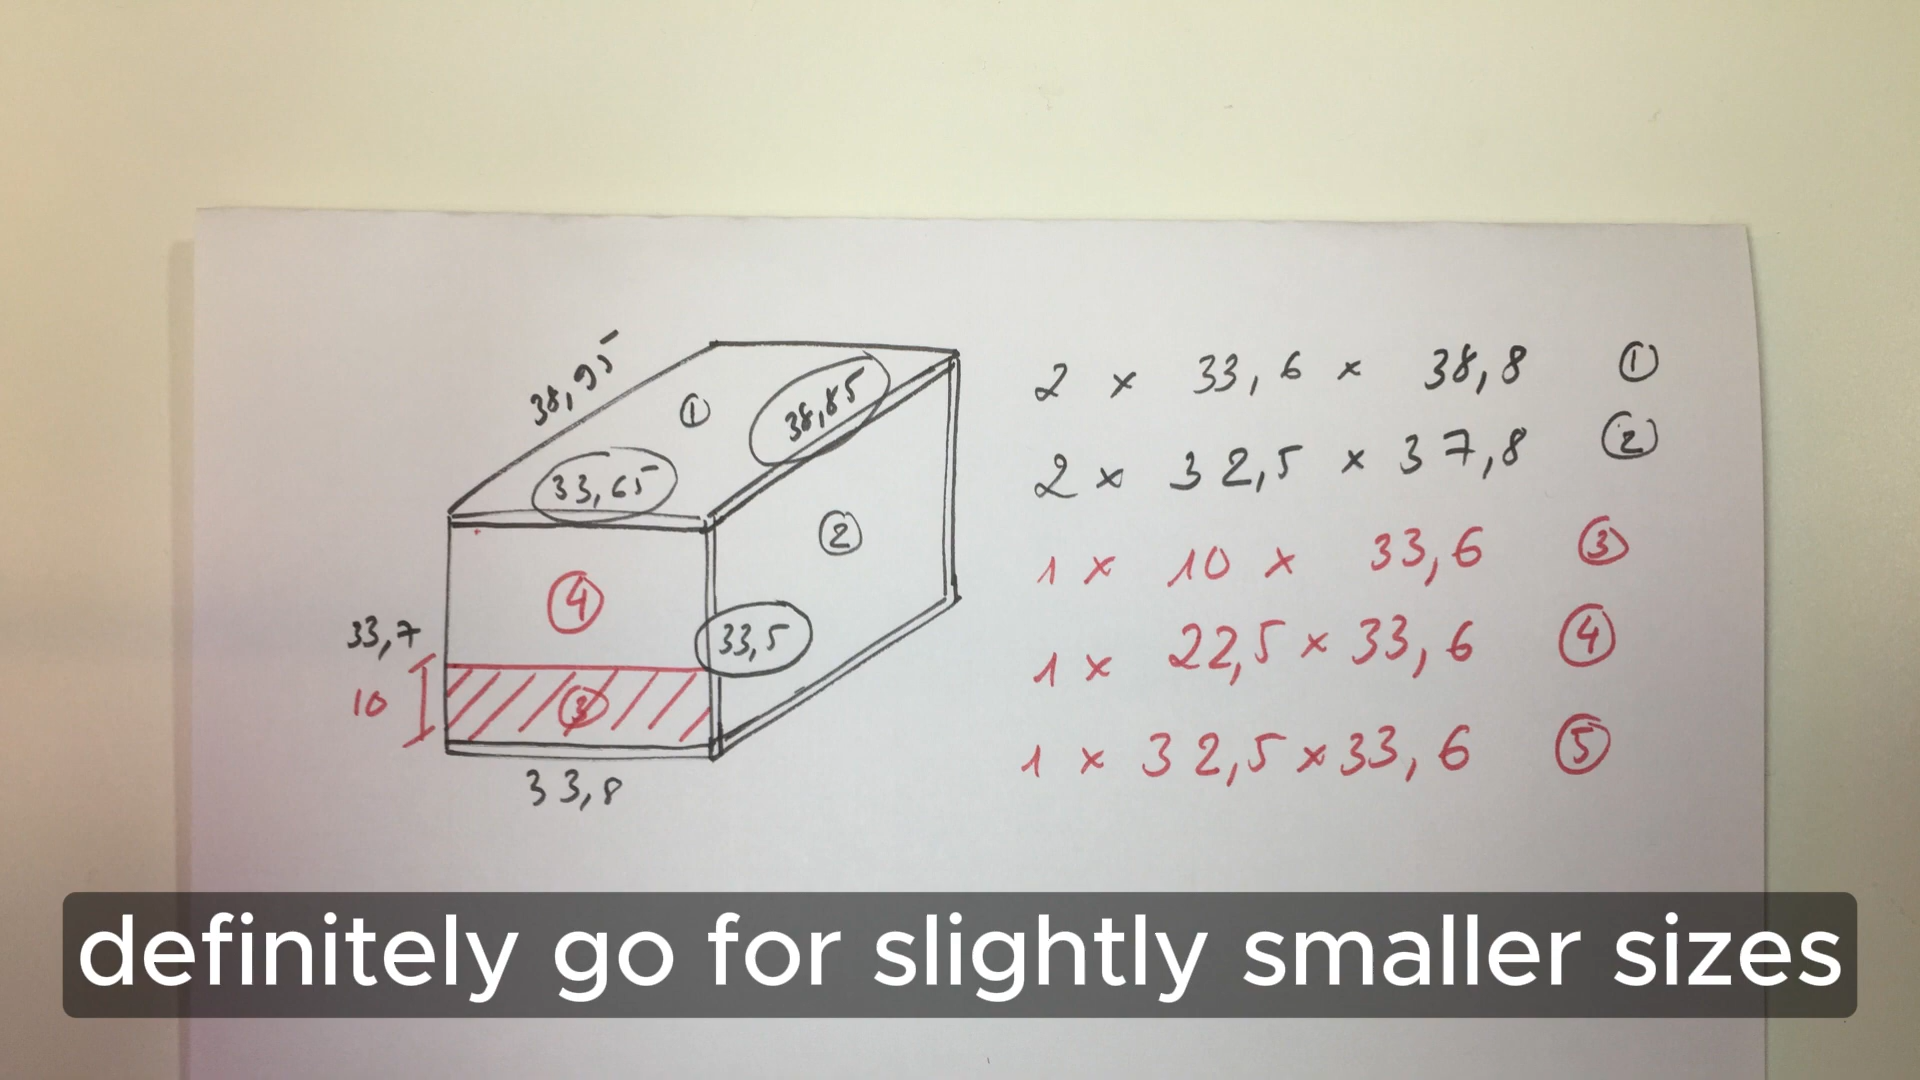 38,95
①
38,85
33,65
②
④
33,7
33,5
10
③
33,8
2 x 33,6 x 38,8 ①
2 x 32,5 x 37,8 ②
1 x 10 x 33,6 ③
1 x 22,5 x 33,6 ④
1 x 32,5 x 33,6 ⑤
definitely go for slightly smaller sizes